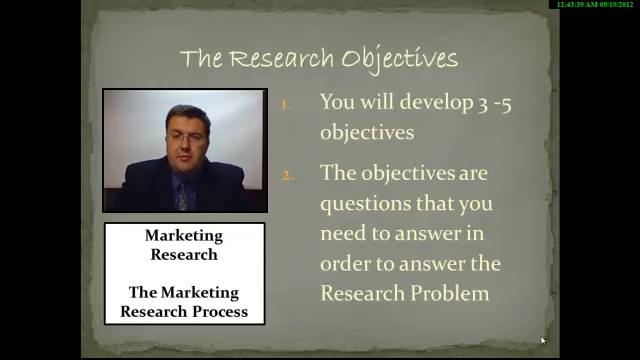 12:43:39 AM 09/19/2012
The Research Objectives
1. You will develop 3 -5
objectives
2. The objectives are
questions that you
need to answer in
order to answer the
Research Problem
Marketing
Research
The Marketing
Research Process